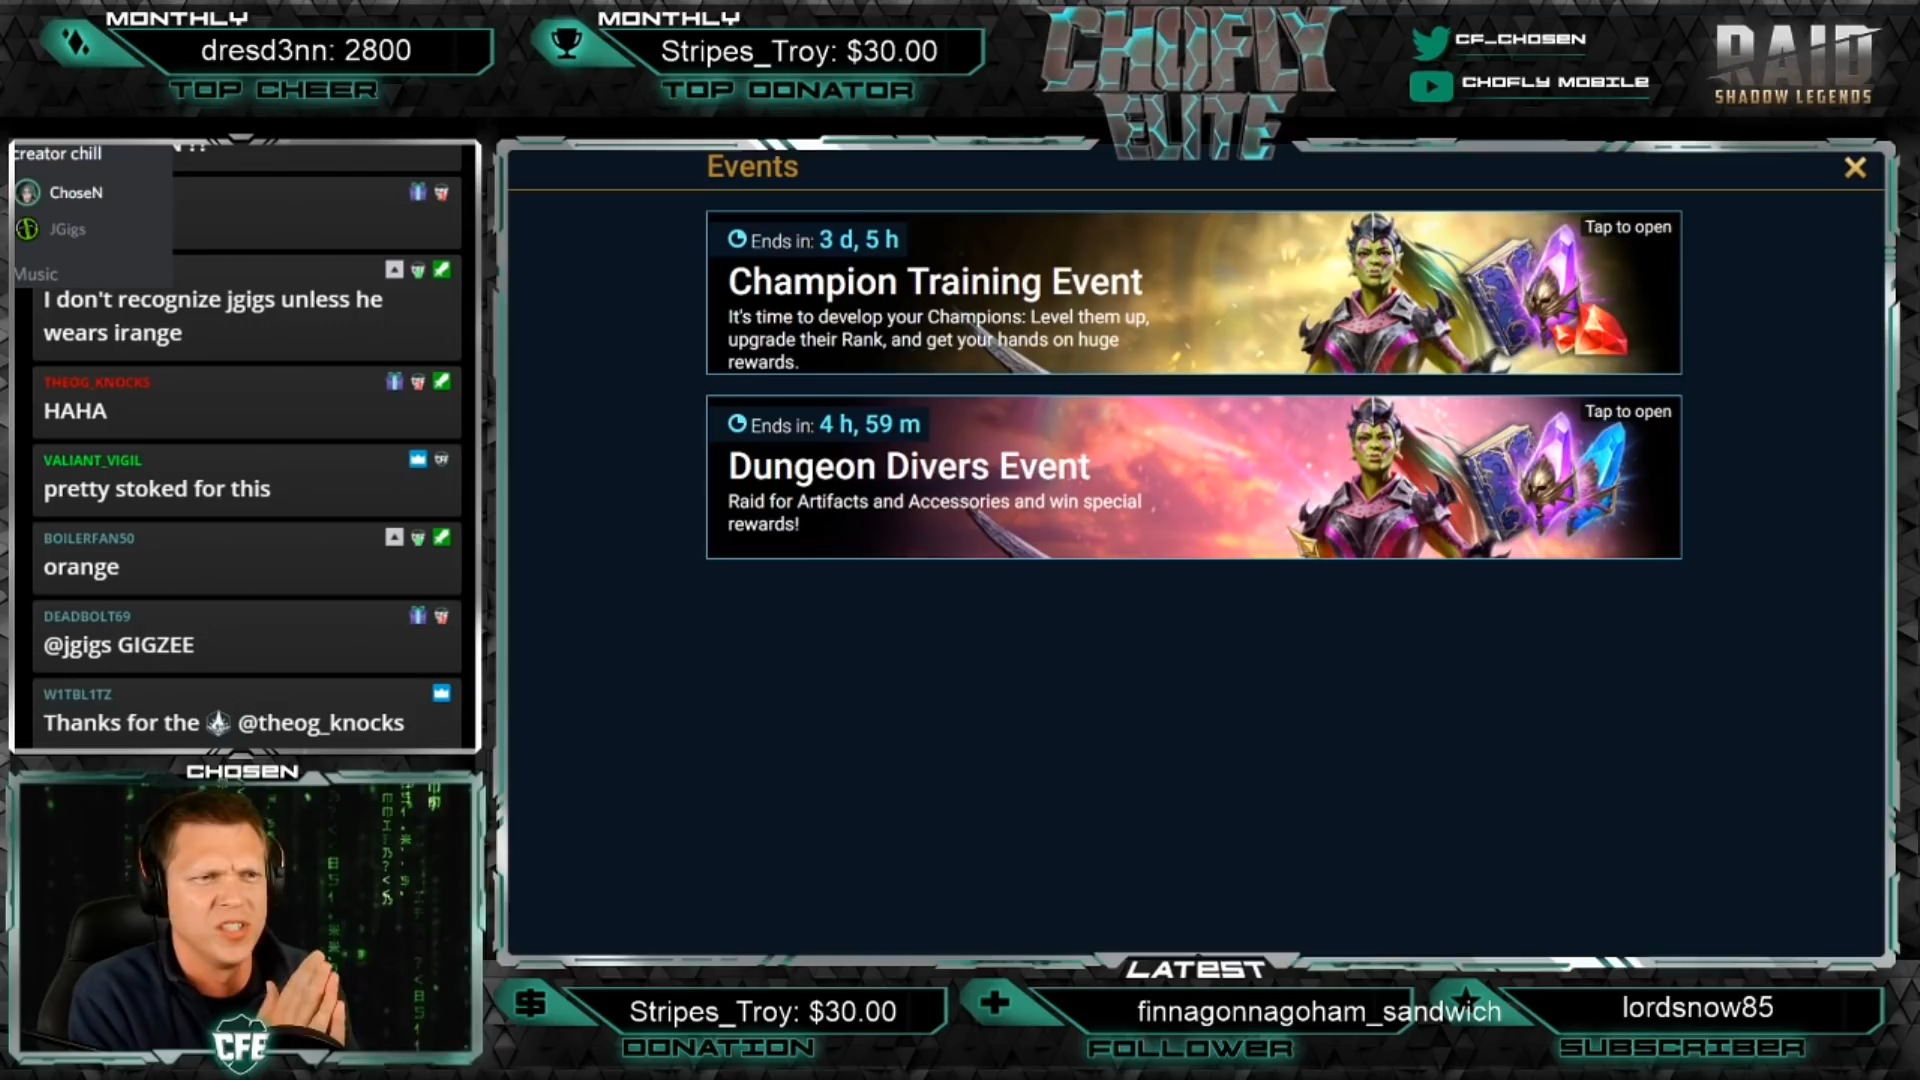 MONTHLY
dresd3nn: 2800
TOP CHEER
MONTHLY
Stripes_Troy: $30.00
TOP DONATOR
CHOFLY
ELITE
CF_CHOSEN
CHOFLY MOBILE
RAID
SHADOW LEGENDS
creator chill
ChoseN
JGigs
Music
I don't recognize jgigs unless he
wears irange
THEOG_KNOCKS
HAHA
VALIANT_VIGIL
pretty stoked for this
BOILERFAN50
orange
DEADBOLT69
@jgigs GIGZEE
W1TBL1TZ
Thanks for the @theog_knocks
CHOSEN
CFE
Events
Ends in: 3 d, 5 h
Tap to open
Champion Training Event
It's time to develop your Champions: Level them up,
upgrade their Rank, and get your hands on huge
rewards.
Ends in: 4 h, 59 m
Tap to open
Dungeon Divers Event
Raid for Artifacts and Accessories and win special
rewards!
LATEST
Stripes_Troy: $30.00
DONATION
finnagonnagoham_sandwich
FOLLOWER
lordsnow85
SUBSCRIBER